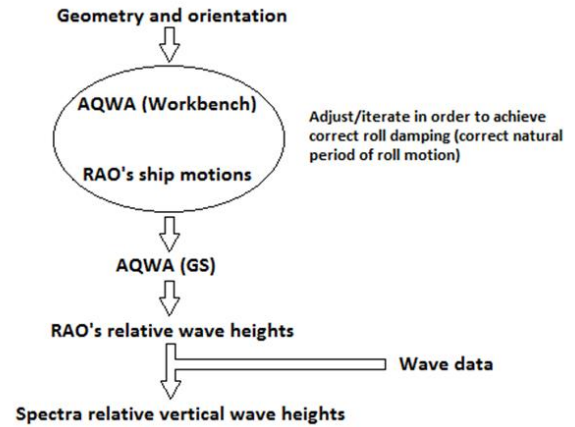 Geometry and orientation
AQWA (Workbench)
RAO's ship motions
Adjust/iterate in order to achieve
correct roll damping (correct natural
period of roll motion)
AQWA (GS)
RAO's relative wave heights
Wave data
Spectra relative vertical wave heights